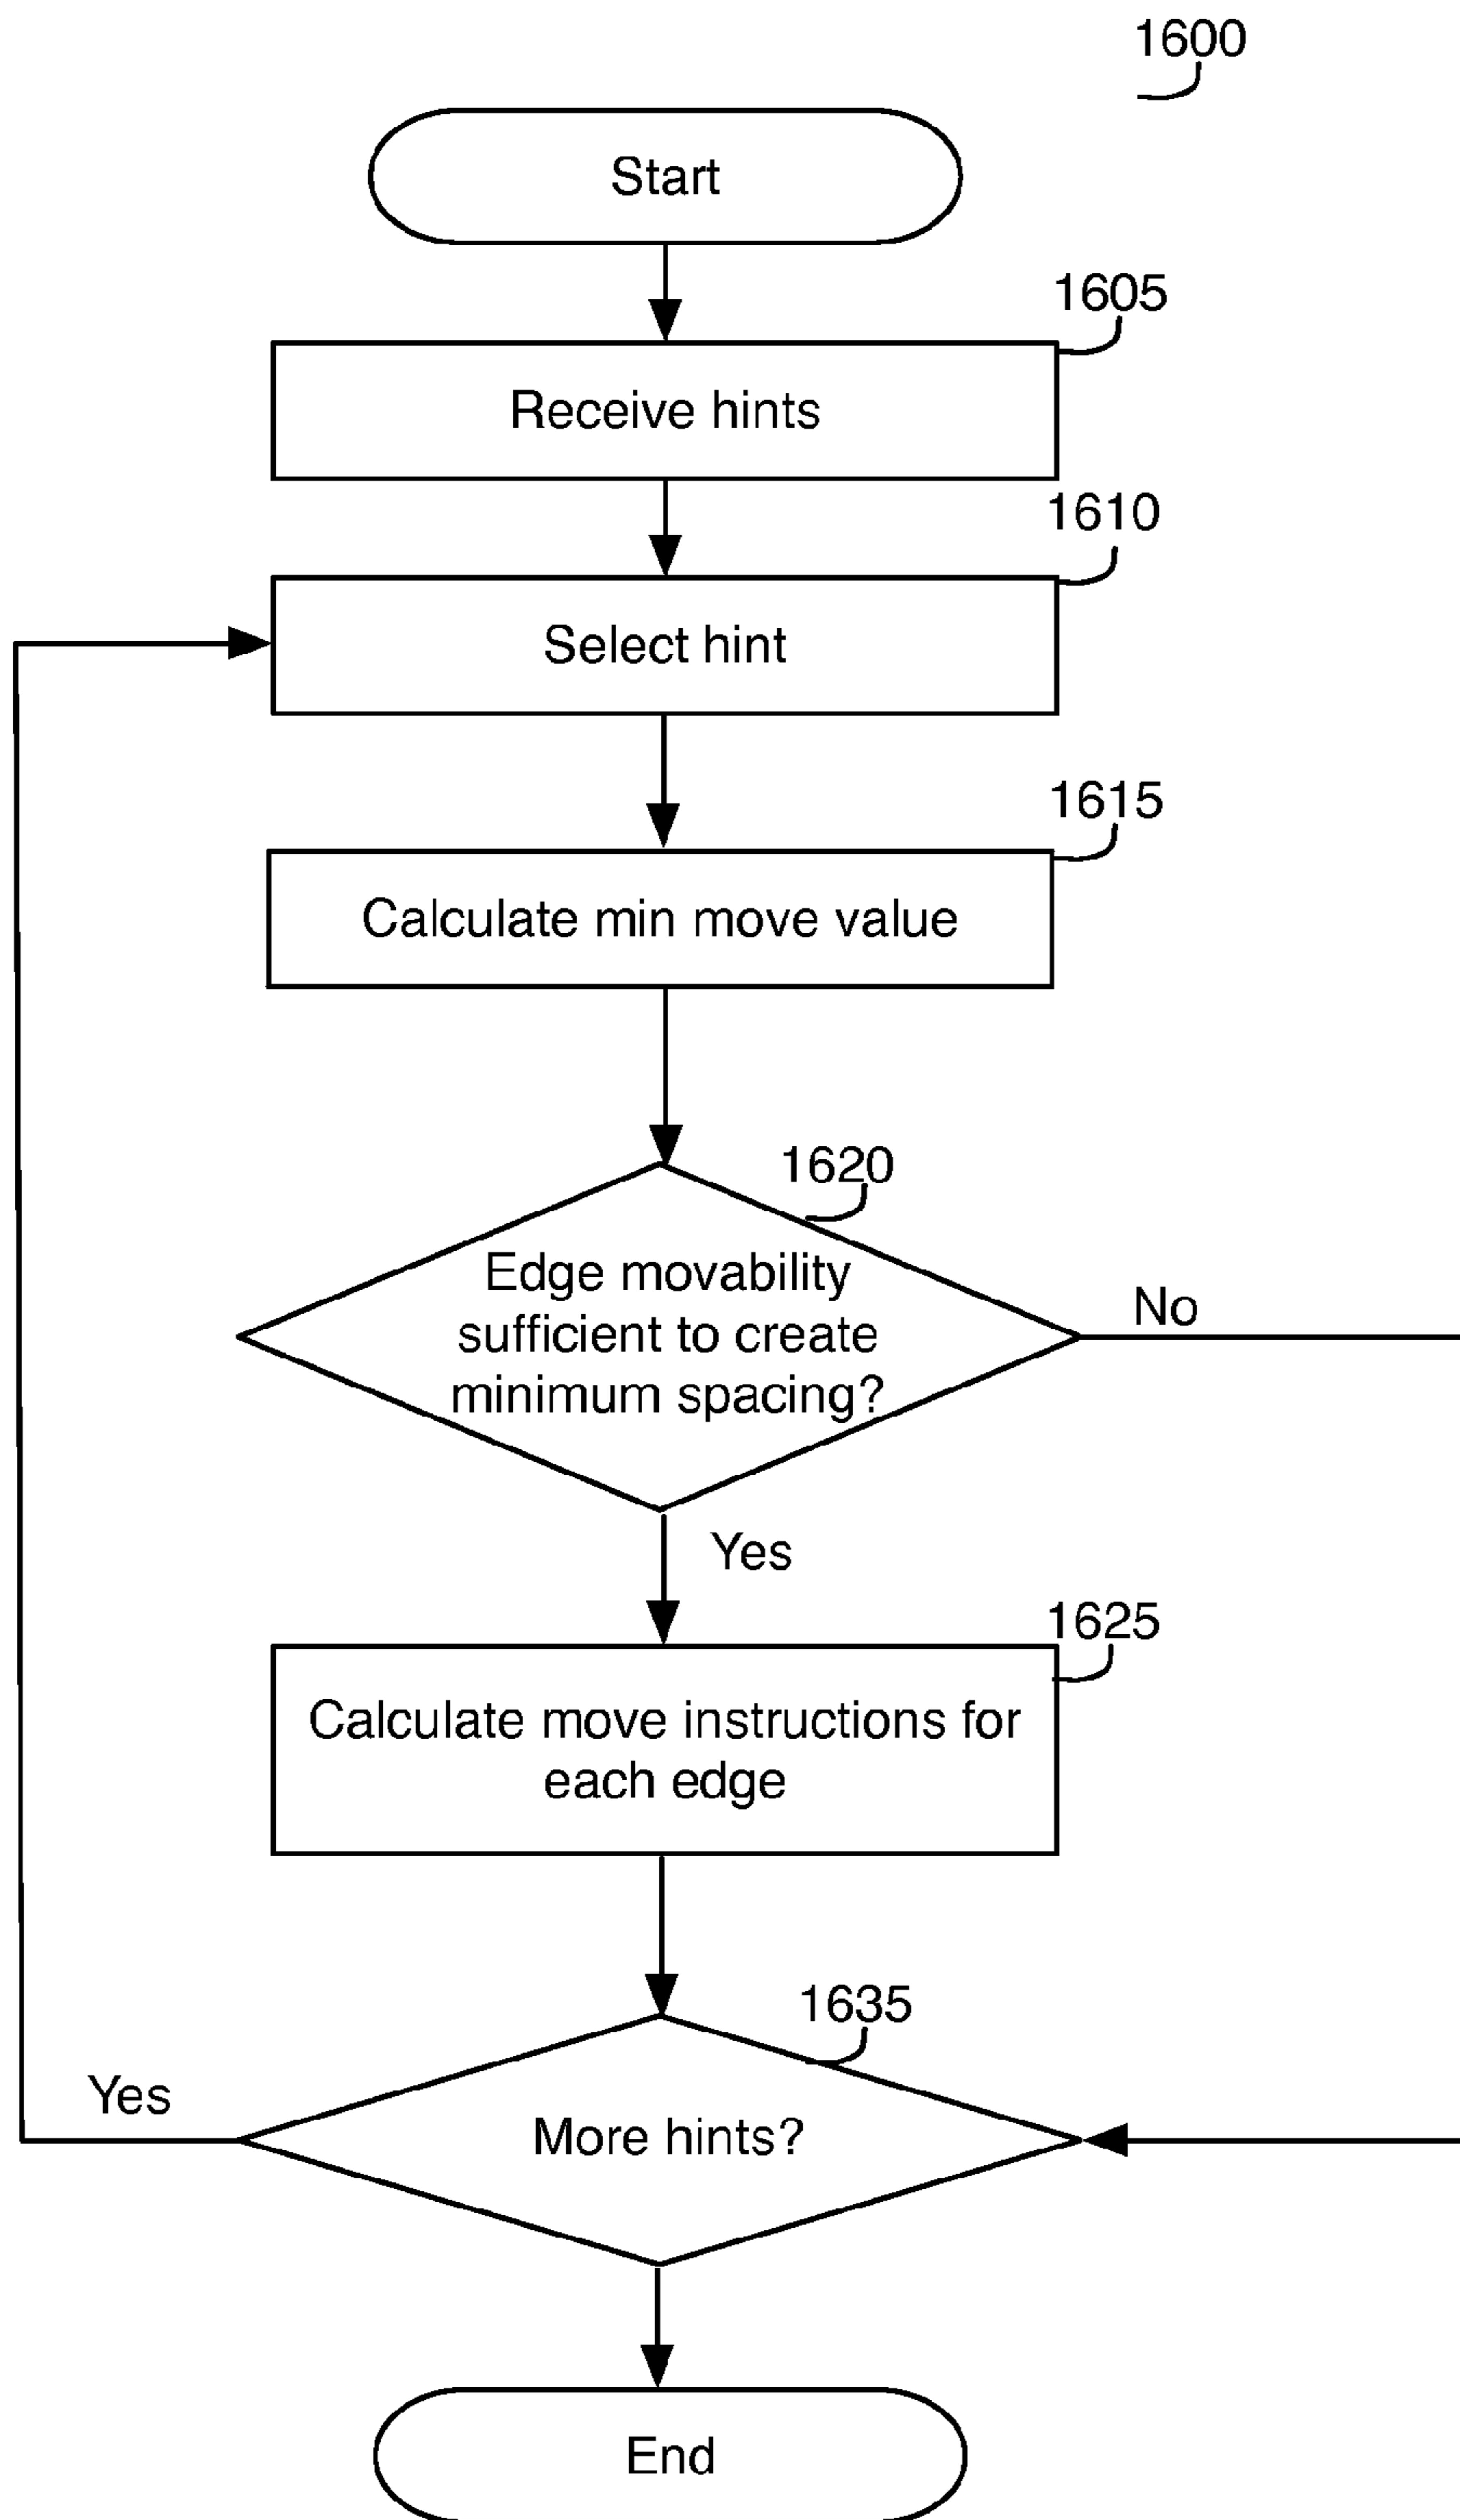 1600
Start
1605
Receive hints
1610
Select hint
1615
Calculate min move value
1620
Edge movability
sufficient to create
minimum spacing?
No
Yes
1625
Calculate move instructions for
each edge
1635
Yes
More hints?
End